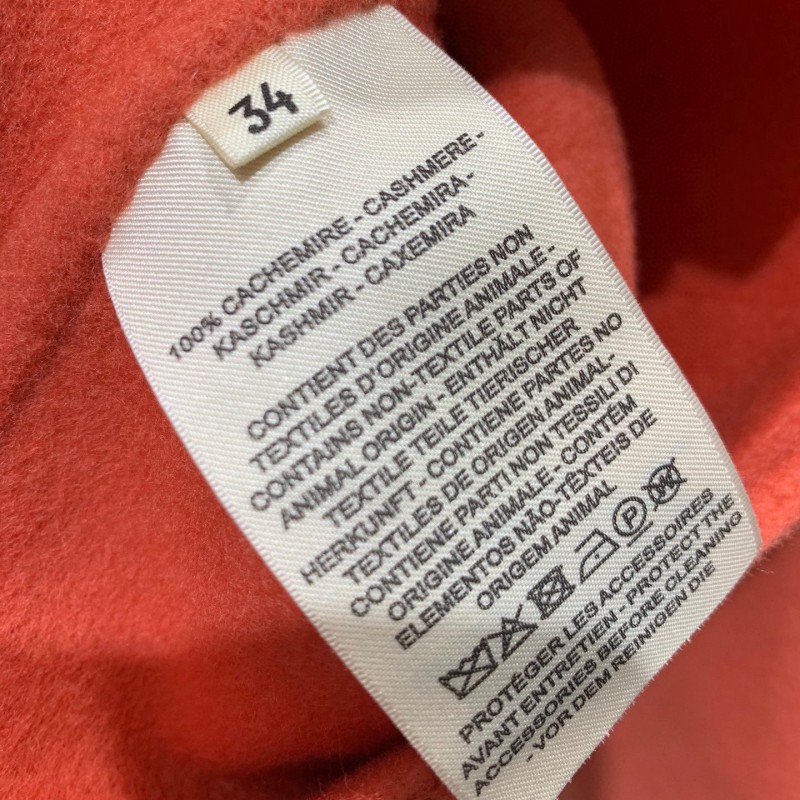 34
100% CACHEMIRE - CASHMERE -
KASCHMIR - CACHEMIRA -
KASHMIR - CAXEMIRA
CONTIENT DES PARTIES NON
TEXTILES D'ORIGINE ANIMALE -
CONTAINS NON-TEXTILE PARTS OF
ANIMAL ORIGIN - ENTHÄLT NICHT
TEXTILE TEILE TIERISCHER
HERKUNFT - CONTIENE PARTES NO
TEXTILES DE ORIGEN ANIMAL-
CONTIENE PARTI NON TESSILI DI
ORIGINE ANIMALE - CONTÉM
ELEMENTOS NÃO-TÊXTEIS DE
ORIGEM ANIMAL
P
PROTÉGER LES ACCESSOIRES
AVANT ENTRETIEN - PROTECT THE
ACCESSORIES BEFORE CLEANING
- VOR DEM REINIGEN DIE